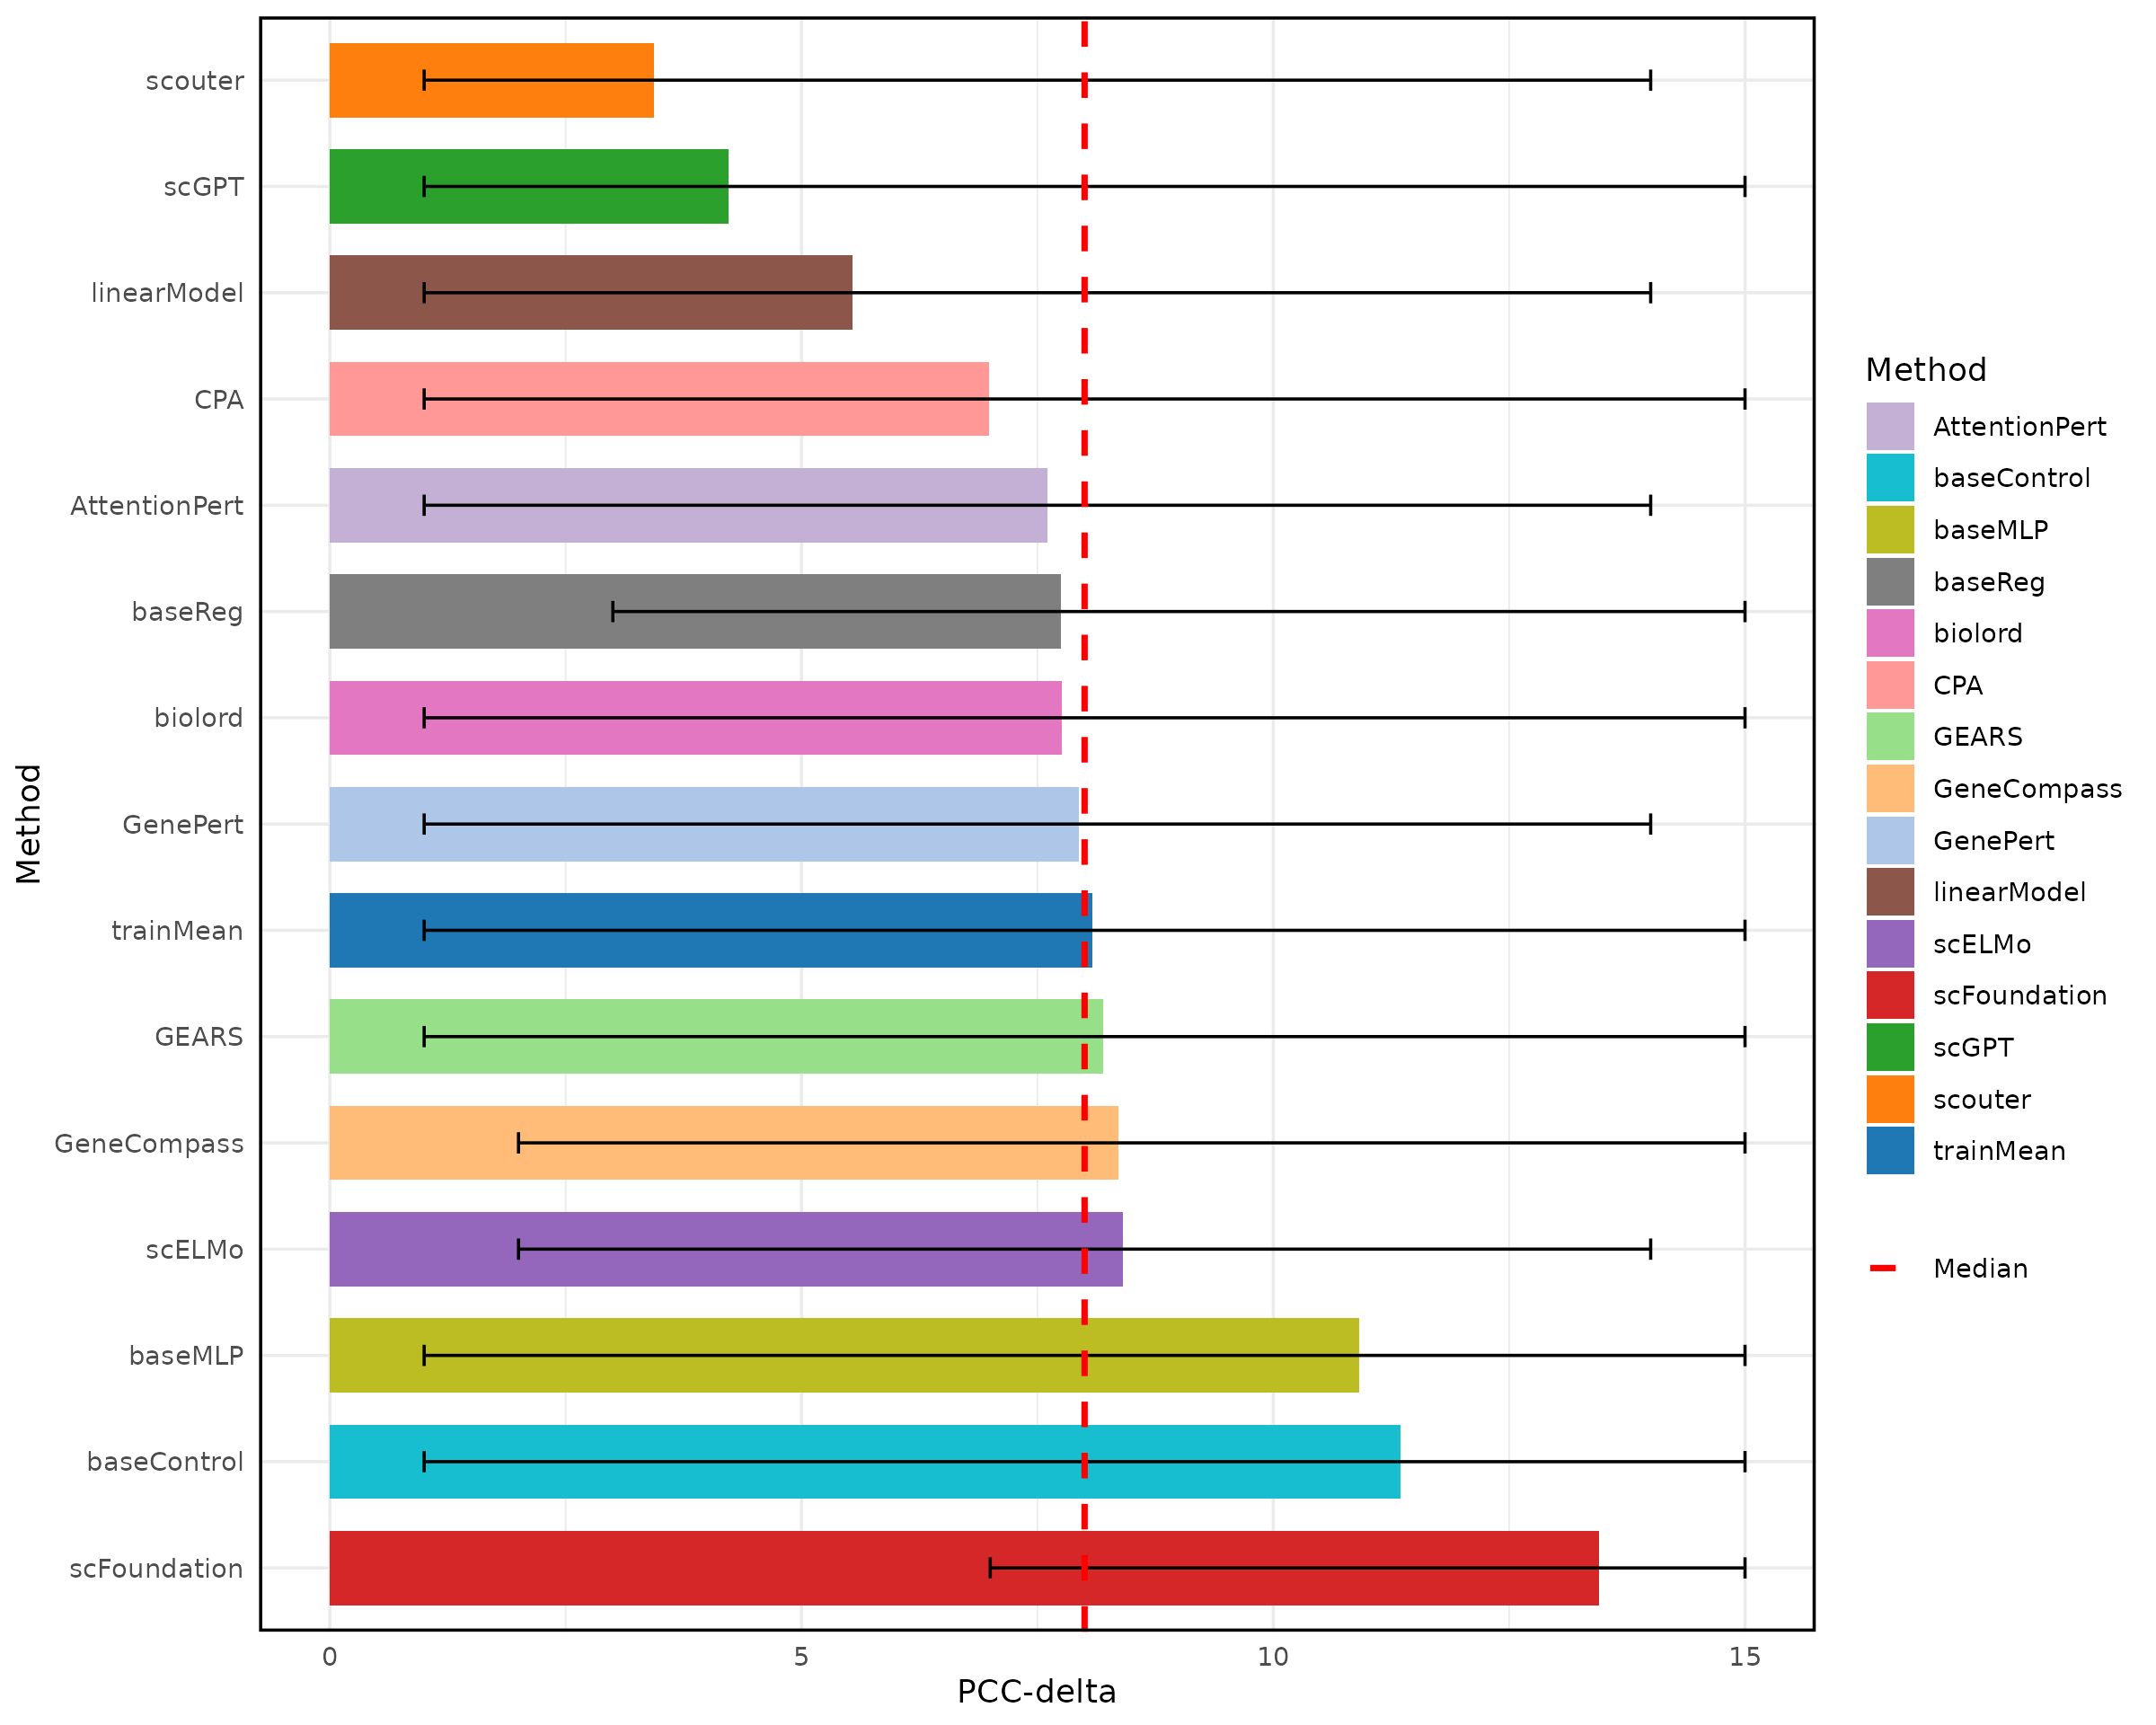 scouter
scGPT
linearModel
CPA
AttentionPert
baseReg
biolord
GenePert
trainMean
GEARS
GeneCompass
scELMo
baseMLP
baseControl
scFoundation
Method
0 5 10 15
PCC-delta
Method
AttentionPert
baseControl
baseMLP
baseReg
biolord
CPA
GEARS
GeneCompass
GenePert
linearModel
scELMo
scFoundation
scGPT
scouter
trainMean
Median